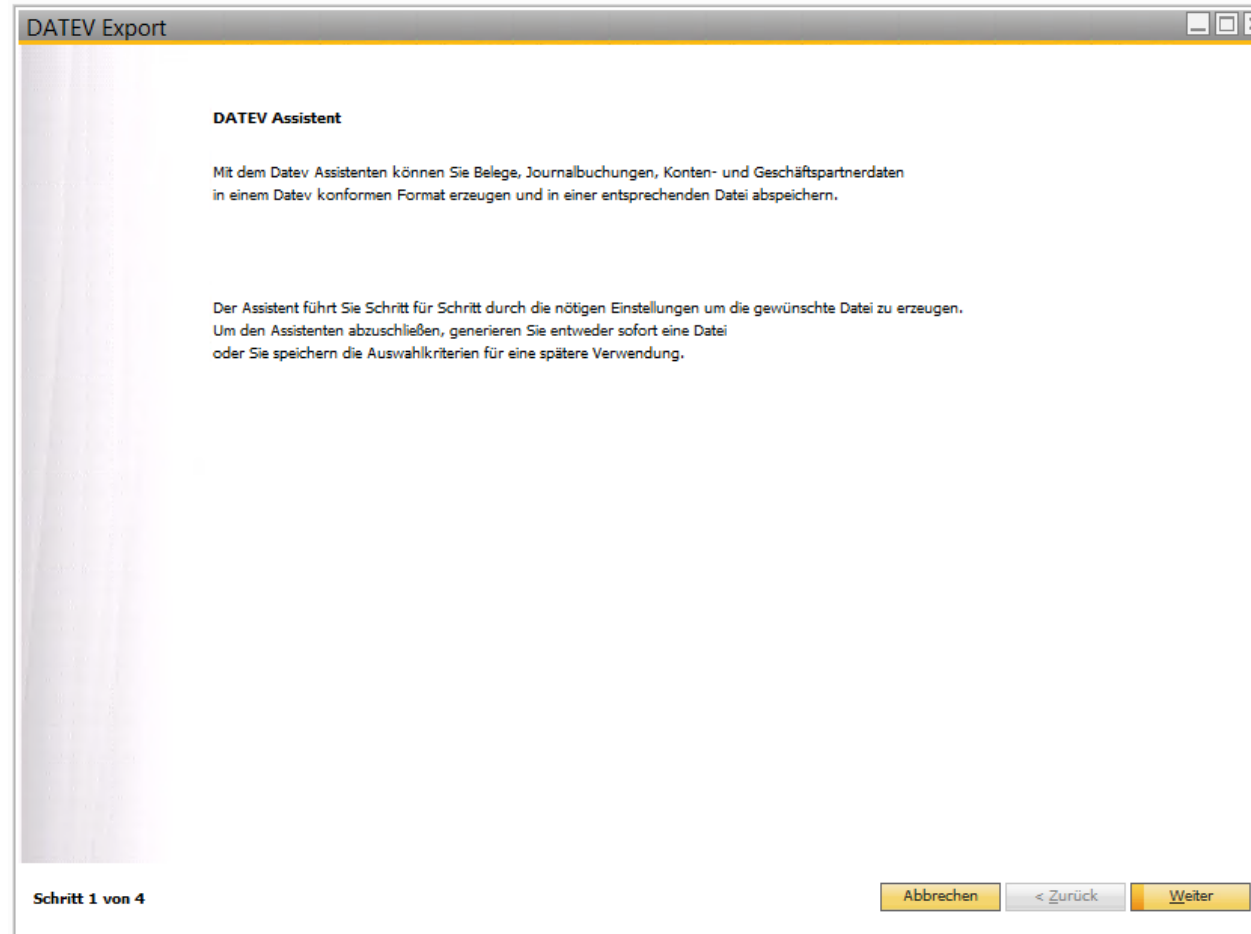 DATEV Export
DATEV Assistent
Mit dem Datev Assistenten können Sie Belege, Journalbuchungen, Konten- und Geschäftspartnerdaten
in einem Datev konformen Format erzeugen und in einer entsprechenden Datei abspeichern.
Der Assistent führt Sie Schritt für Schritt durch die nötigen Einstellungen um die gewünschte Datei zu erzeugen.
Um den Assistenten abzuschließen, generieren Sie entweder sofort eine Datei
oder Sie speichern die Auswahlkriterien für eine spätere Verwendung.
Schritt 1 von 4
Abbrechen
< Zurück
Weiter